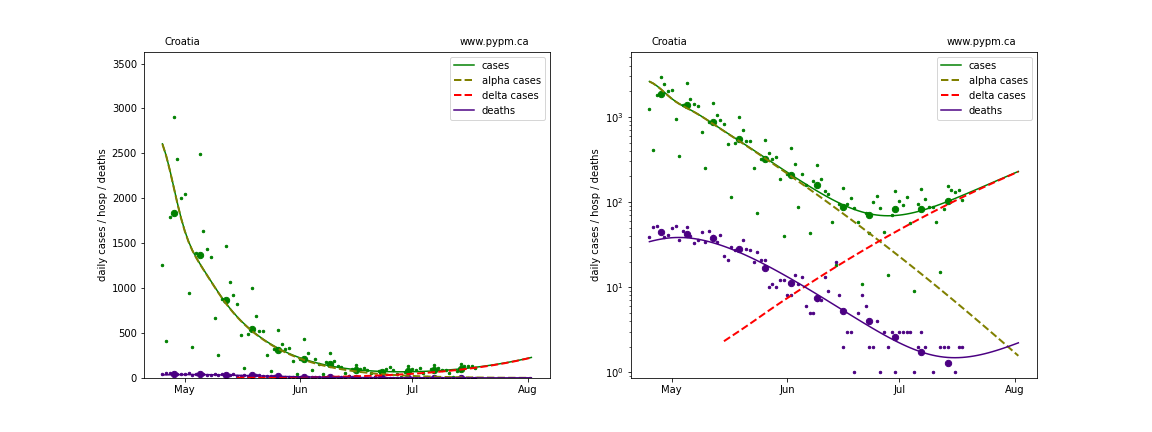 Croatia
www.pypm.ca
cases
alpha cases
delta cases
deaths
daily cases / hosp / deaths
3500
3000
2500
2000
1500
1000
500
0
May
Jun
Jul
Aug
Croatia
www.pypm.ca
cases
alpha cases
delta cases
deaths
daily cases / hosp / deaths
10³
10²
10¹
10⁰
May
Jun
Jul
Aug